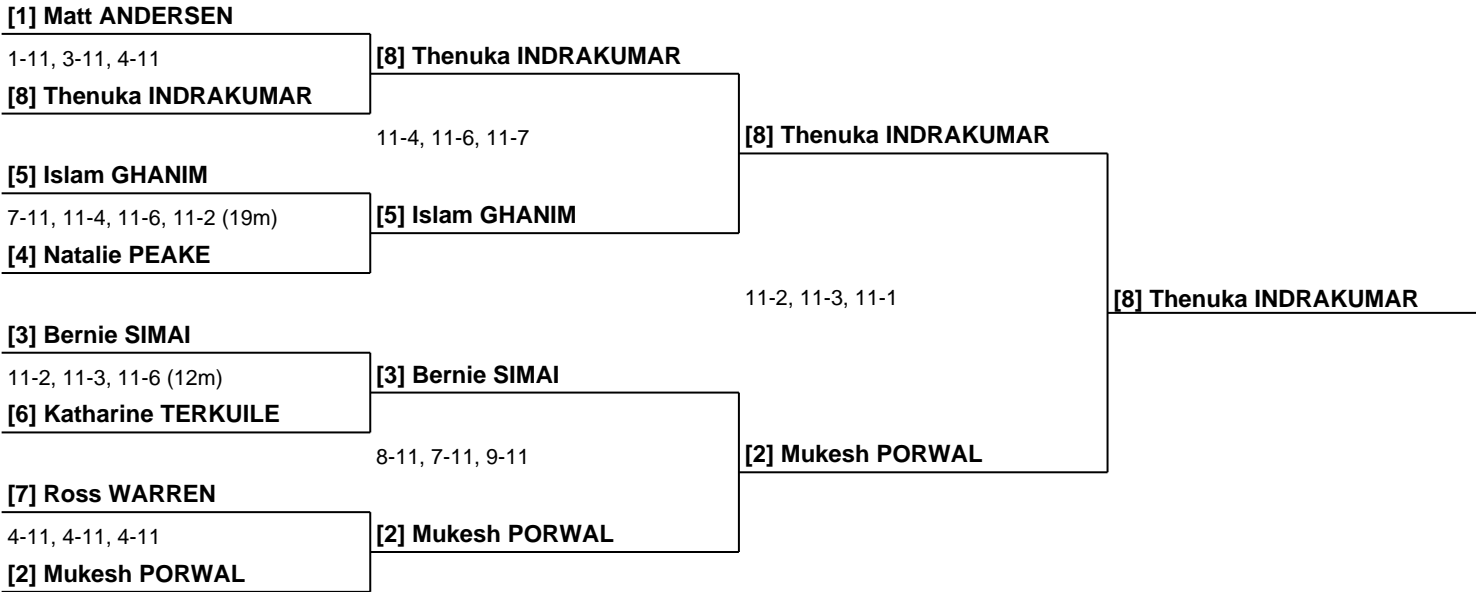 [1] Matt ANDERSEN
1-11, 3-11, 4-11
[8] Thenuka INDRAKUMAR
[8] Thenuka INDRAKUMAR
11-4, 11-6, 11-7
[8] Thenuka INDRAKUMAR
[5] Islam GHANIM
7-11, 11-4, 11-6, 11-2 (19m)
[5] Islam GHANIM
[4] Natalie PEAKE
11-2, 11-3, 11-1
[8] Thenuka INDRAKUMAR
[3] Bernie SIMAI
11-2, 11-3, 11-6 (12m)
[3] Bernie SIMAI
[6] Katharine TERKUILE
8-11, 7-11, 9-11
[2] Mukesh PORWAL
[7] Ross WARREN
4-11, 4-11, 4-11
[2] Mukesh PORWAL
[2] Mukesh PORWAL